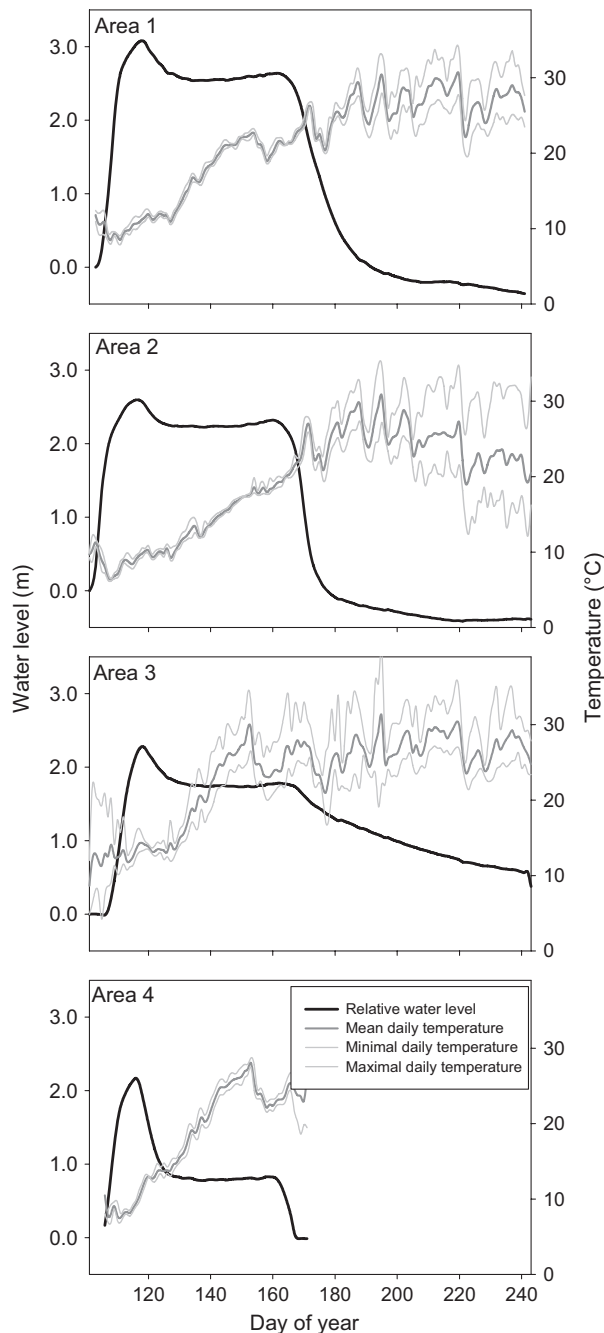 Area 1
3.0
2.0
1.0
0.0
30
20
10
0
Area 2
3.0
2.0
1.0
0.0
30
20
10
0
Water level (m)
Temperature (°C)
Area 3
3.0
2.0
1.0
0.0
30
20
10
0
Area 4
3.0
2.0
1.0
0.0
30
20
10
0
Relative water level
Mean daily temperature
Minimal daily temperature
Maximal daily temperature
120 140 160 180 200 220 240
Day of year